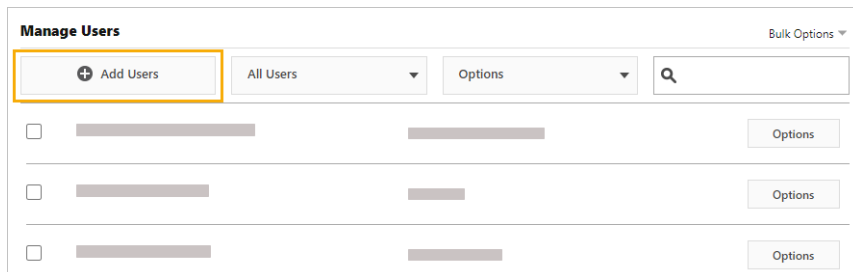 Manage Users
Bulk Options
Add Users
All Users
Options
Options
Options
Options